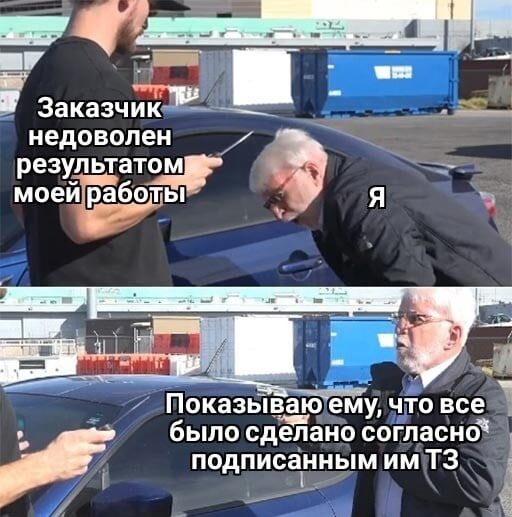 Заказчик
недоволен
результатом
моей работы
Я
Показываю ему, что все
было сделано согласно
подписанным им ТЗ